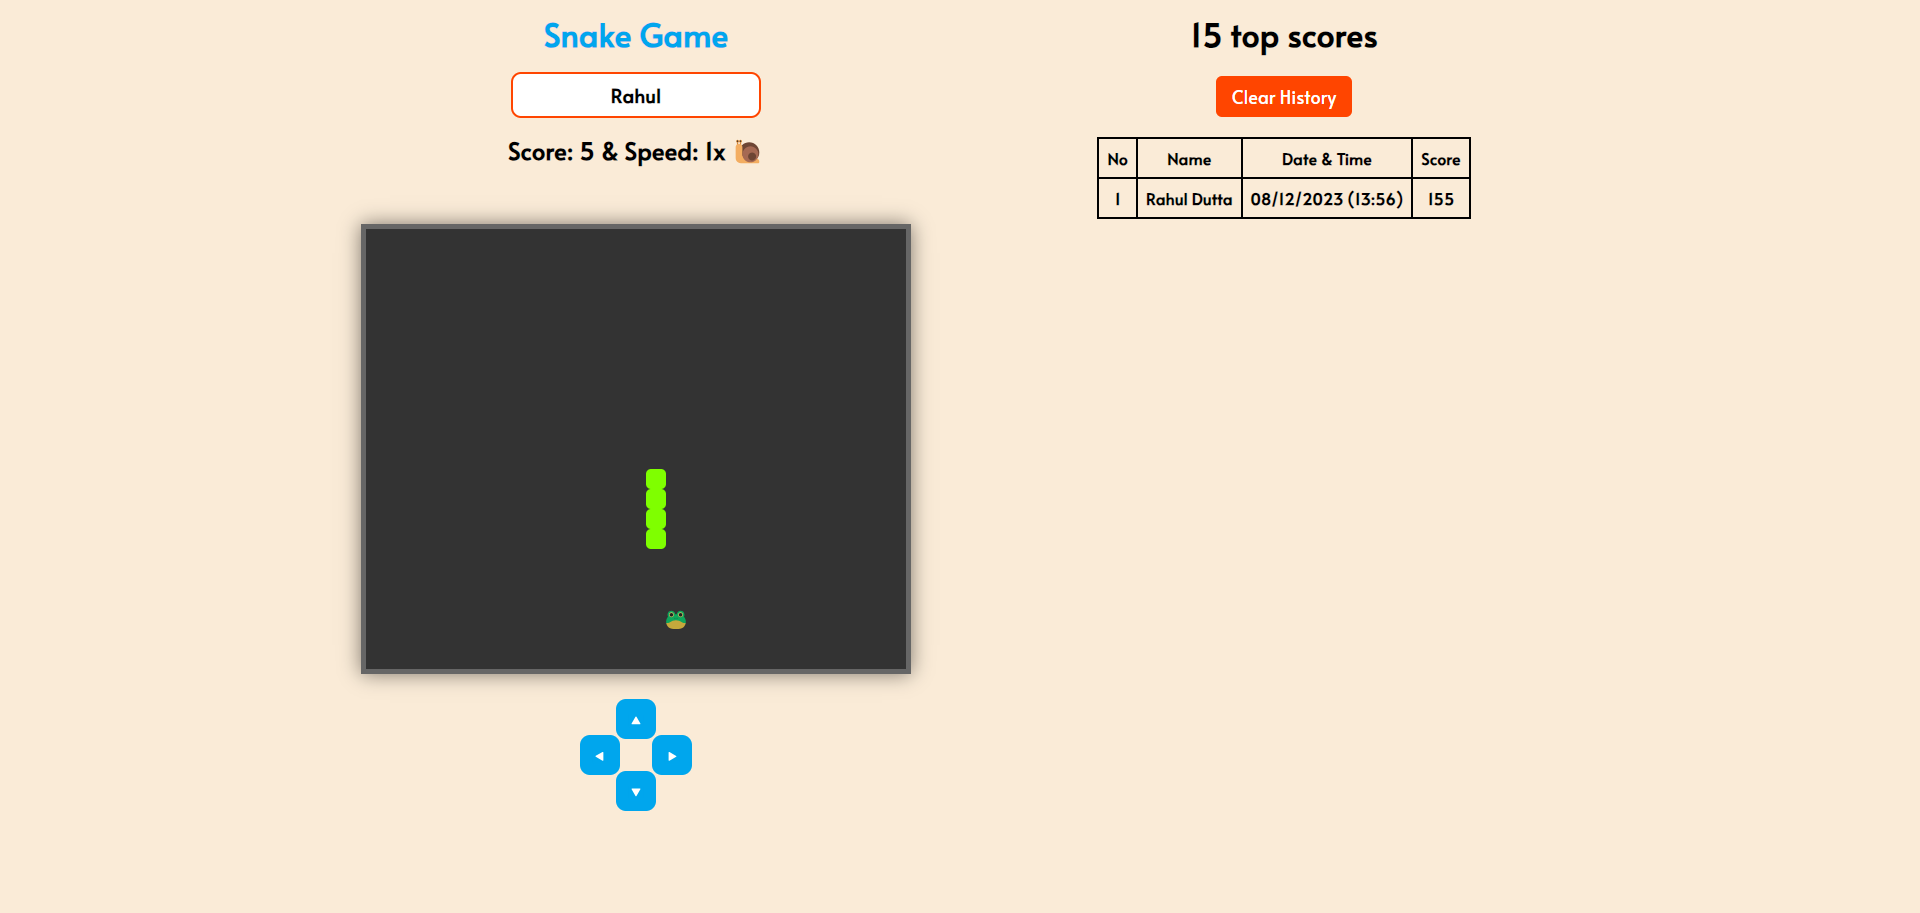 Snake Game
Rahul
Score: 5 & Speed: 1x 🐌
▲
◄ ►
▼
15 top scores
Clear History
No Name Date & Time Score
1 Rahul Dutta 08/12/2023 (13:56) 155